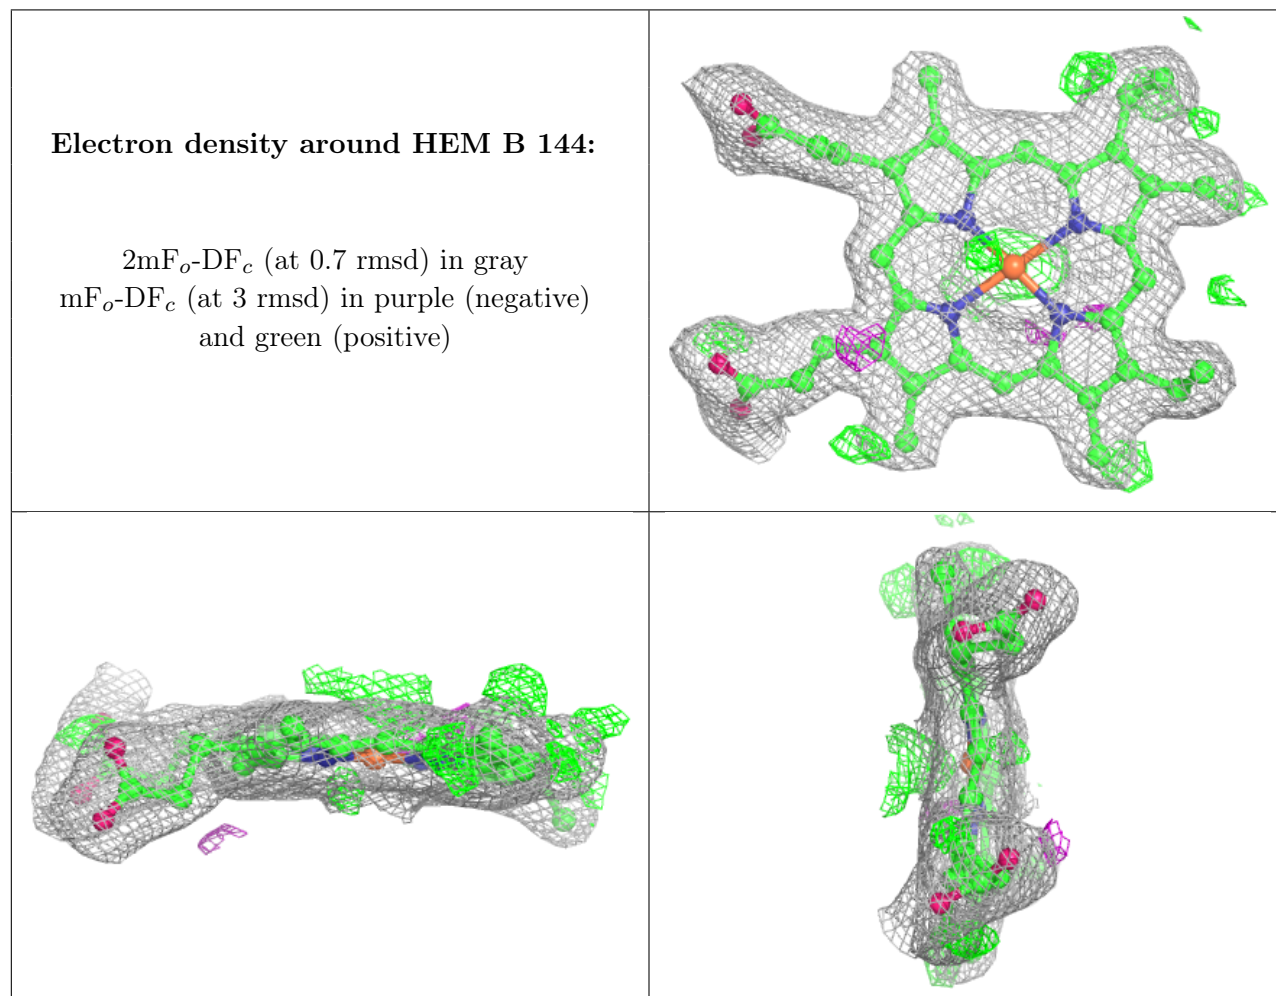 Electron density around HEM B 144:
2mFₒ-DF𝒸 (at 0.7 rmsd) in gray
mFₒ-DF𝒸 (at 3 rmsd) in purple (negative)
and green (positive)